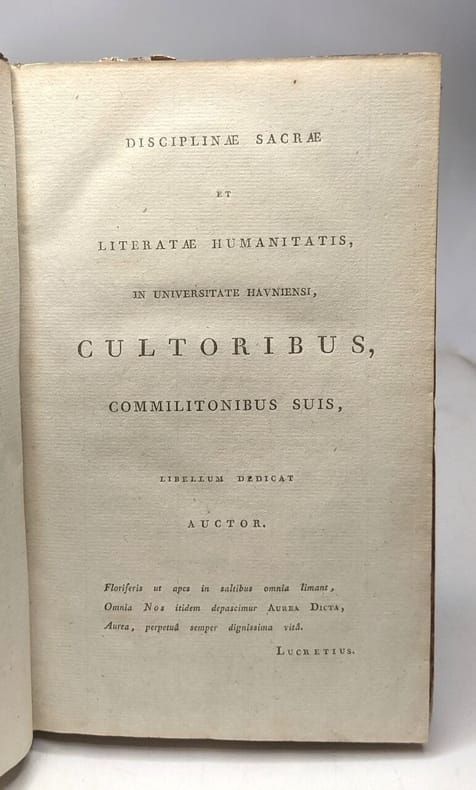 DISCIPLINÆ SACRÆ
ET
LITERATÆ HUMANITATIS,
IN UNIVERSITATE HAVNIENSI,
CULTORIBUS,
COMMILITONIBUS SUIS,
LIBELLUM DEDICAT
AUCTOR.
Floriferis ut apes in saltibus omnia limant,
Omnia Nos itidem depascimur AUREA DICTA,
Aurea, perpetuâ semper dignissima vitâ.
LUCRETIUS.